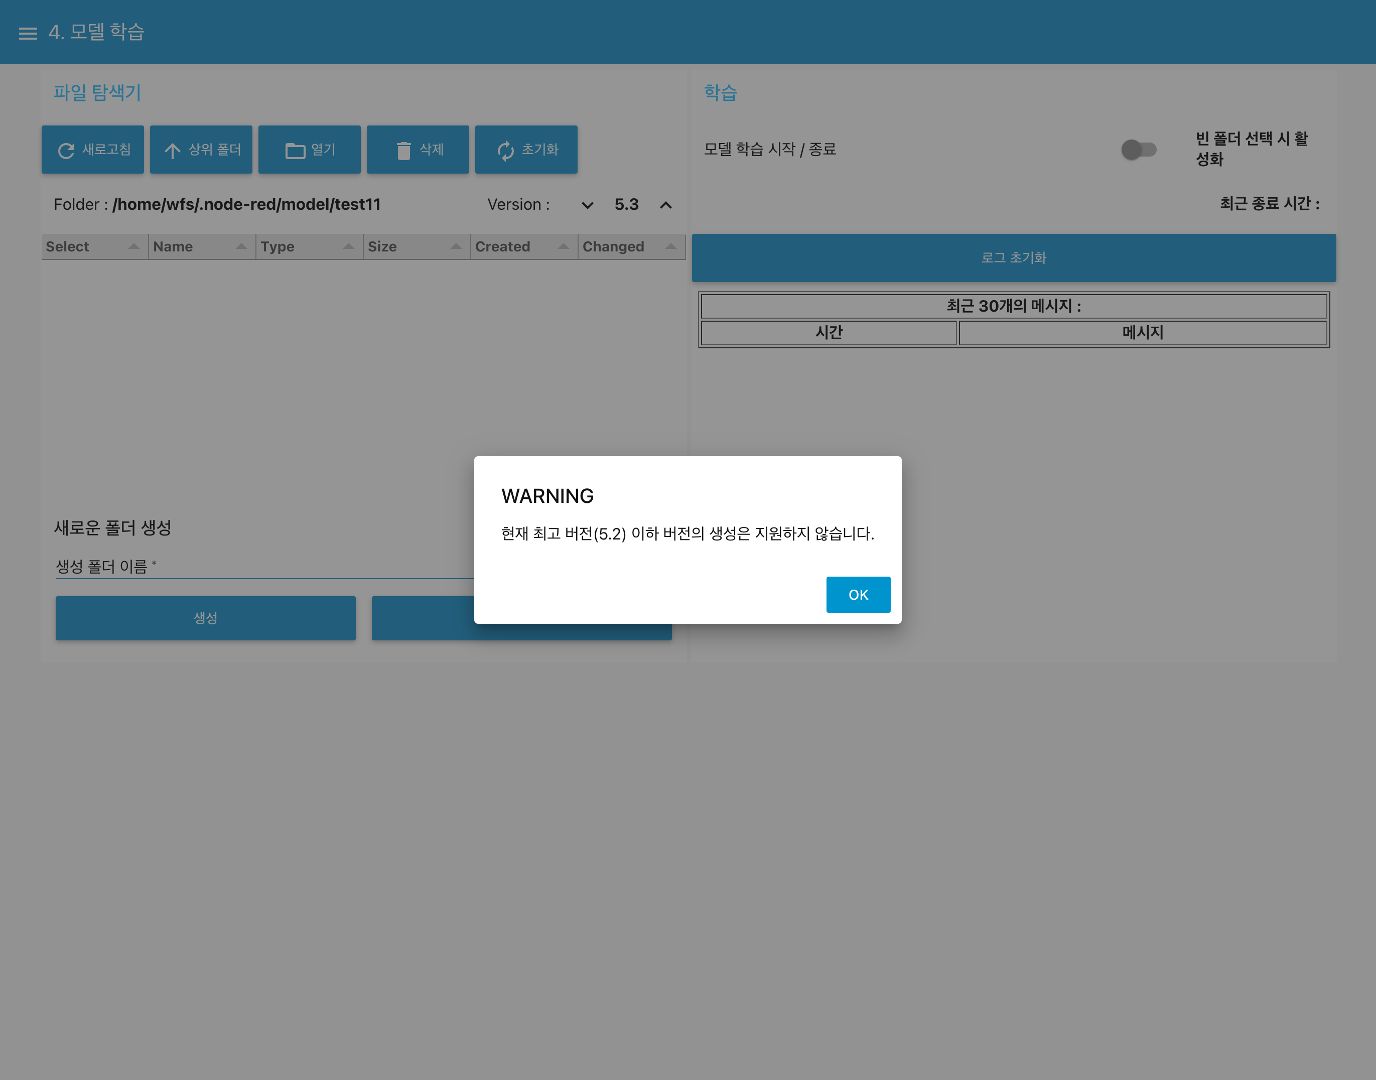 4. 모델 학습
파일 탐색기
새로고침 상위 폴더 열기 삭제 초기화
Folder : /home/wfs/.node-red/model/test11 Version : 5.3
Select Name Type Size Created Changed
새로운 폴더 생성
생성 폴더 이름 *
생성
학습
모델 학습 시작 / 종료
빈 폴더 선택 시 활
성화
최근 종료 시간 :
로그 초기화
최근 30개의 메시지 :
시간 메시지
WARNING
현재 최고 버전(5.2) 이하 버전의 생성은 지원하지 않습니다.
OK